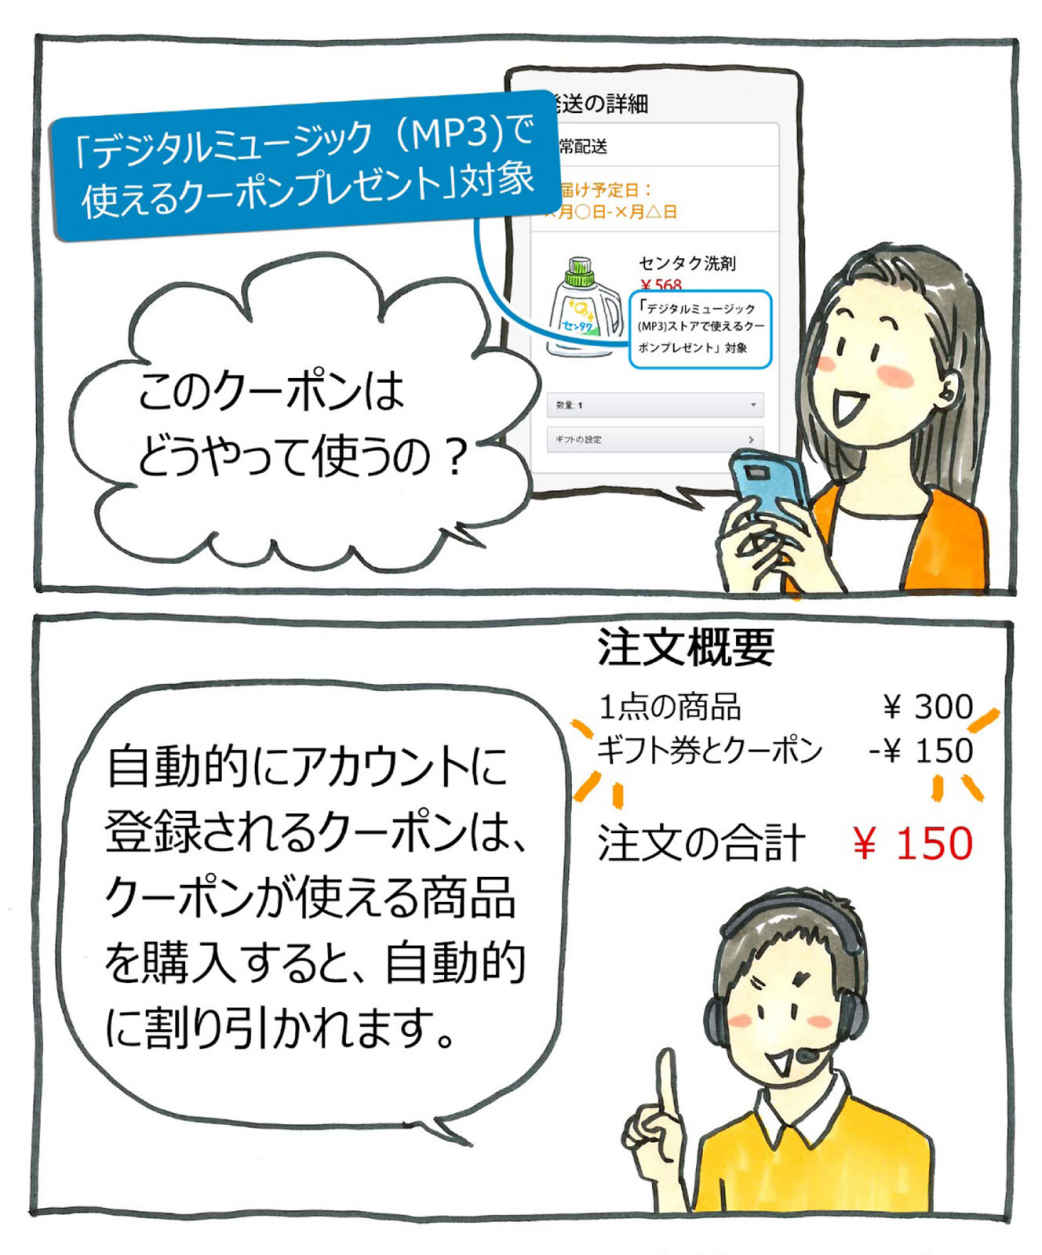 「デジタルミュージック（MP3)で
使えるクーポンプレゼント」対象
送の詳細
常配送
届け予定日：
月○日-×月△日
センタク洗剤
￥568
「デジタルミュージック
(MP3)ストアで使えるクー
ポンプレゼント」対象
センタク
数量: 1
ギフトの設定
このクーポンは
どうやって使うの？
注文概要
1点の商品 ￥ 300
ギフト券とクーポン -￥ 150
注文の合計 ￥ 150
自動的にアカウントに
登録されるクーポンは、
クーポンが使える商品
を購入すると、自動的
に割り引かれます。